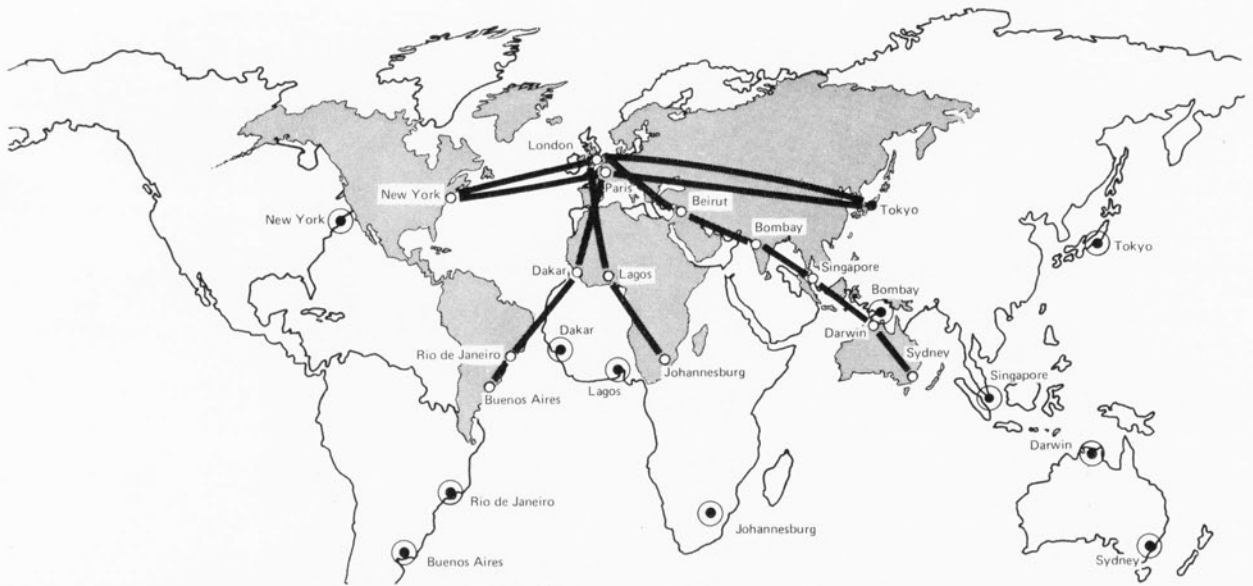 London
New York
Paris
Beirut
Tokyo
New York
Bombay
Tokyo
Dakar
Lagos
Singapore
Bombay
Dakar
Darwin
Rio de Janeiro
Sydney
Johannesburg
Singapore
Lagos
Buenos Aires
Darwin
Rio de Janeiro
Johannesburg
Buenos Aires
Sydney